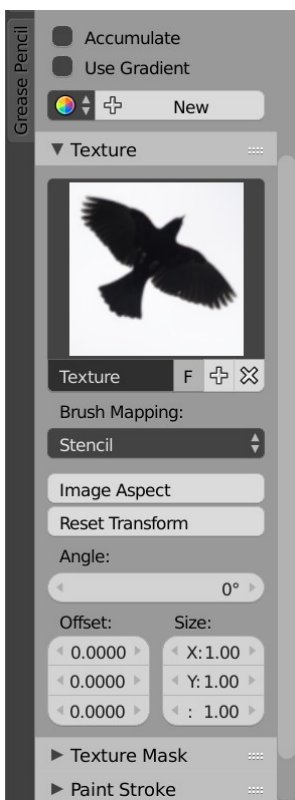 Grease Pencil
Accumulate
Use Gradient
New
Texture
Texture F
Brush Mapping:
Stencil
Image Aspect
Reset Transform
Angle:
0°
Offset: Size:
0.0000 X: 1.00
0.0000 Y: 1.00
0.0000 : 1.00
Texture Mask
Paint Stroke